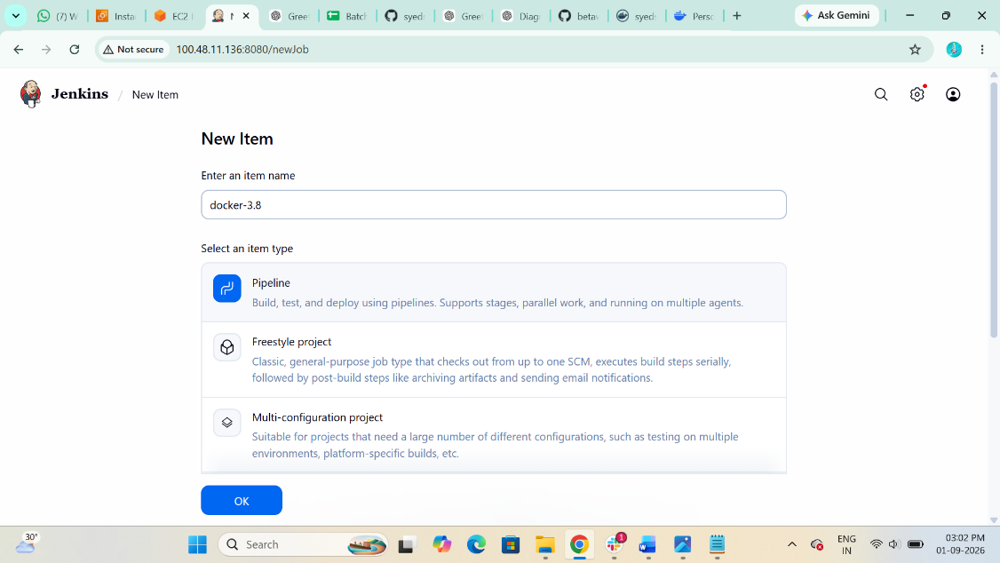 (7) W
Insta
EC2
N
Gree
Batch
syed
Gree
Diag
beta
syed
Perso
Ask Gemini
Not secure
100.48.11.136:8080/newJob
Jenkins / New Item
New Item
Enter an item name
docker-3.8
Select an item type
Pipeline
Build, test, and deploy using pipelines. Supports stages, parallel work, and running on multiple agents.
Freestyle project
Classic, general-purpose job type that checks out from up to one SCM, executes build steps serially,
followed by post-build steps like archiving artifacts and sending email notifications.
Multi-configuration project
Suitable for projects that need a large number of different configurations, such as testing on multiple
environments, platform-specific builds, etc.
OK
30°
Search
1
ENG
IN
03:02 PM
01-09-2026